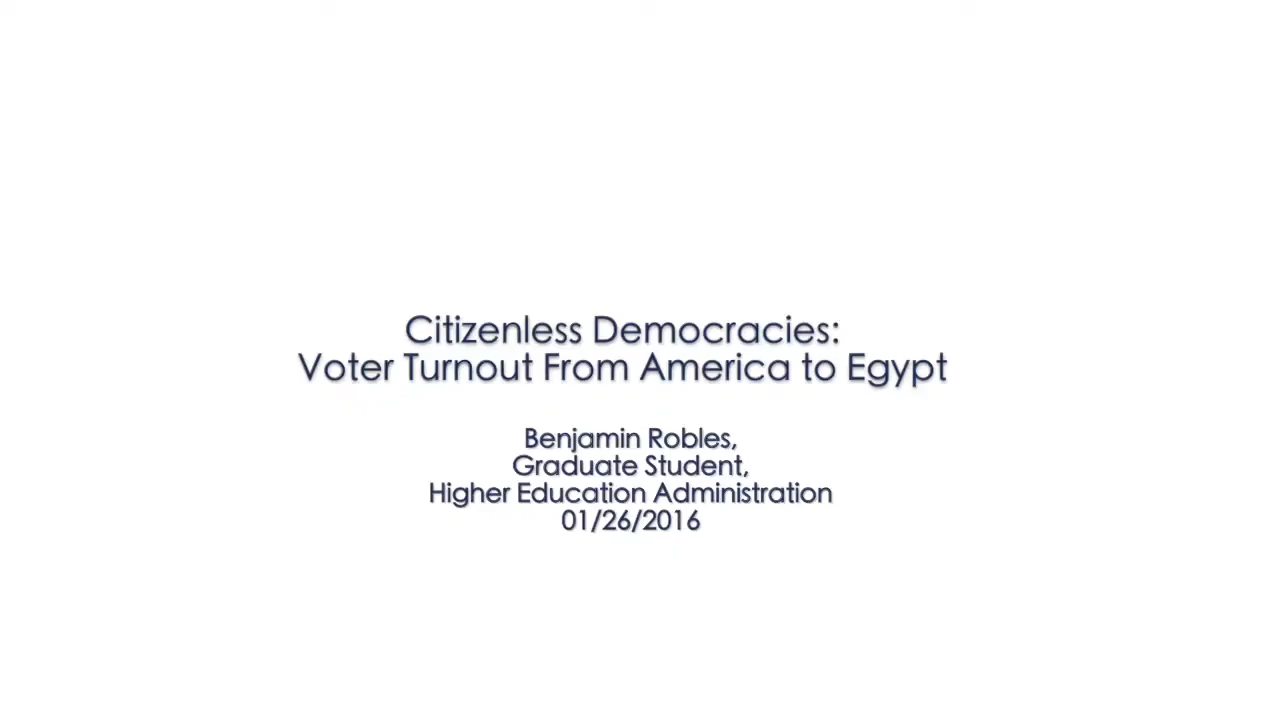 Citizenless Democracies:
Voter Turnout From America to Egypt
Benjamin Robles,
Graduate Student,
Higher Education Administration
01/26/2016